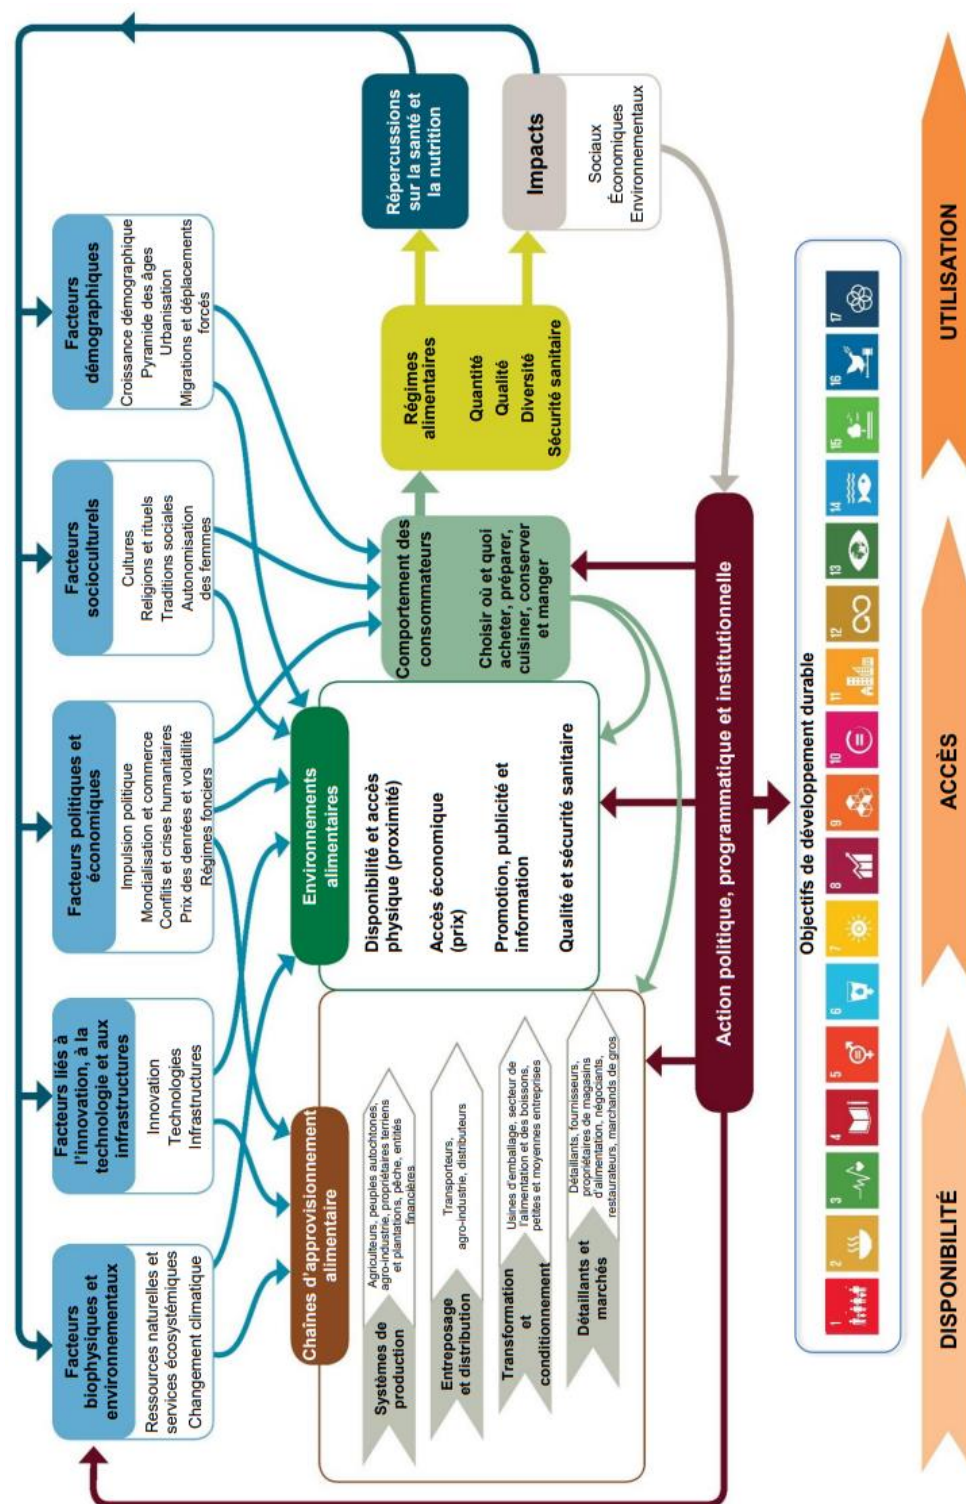 Facteurs
biophysiques et
environnementaux
Ressources naturelles et
services écosystémiques
Changement climatique
Facteurs liés à
l'innovation, à la
technologie et aux
infrastructures
Innovation
Technologies
Infrastructures
Facteurs politiques et
économiques
Impulsion politique
Mondialisation et commerce
Conflits et crises humanitaires
Prix des denrées et volatilité
Régimes fonciers
Facteurs
socioculturels
Cultures
Religions et rituels
Traditions sociales
Autonomisation
des femmes
Facteurs
démographiques
Croissance démographique
Pyramide des âges
Urbanisation
Migrations et déplacements
forcés
Chaînes d'approvisionnement
alimentaire
Systèmes de
production
Agriculteurs, peuples autochtones,
agro-industrie, propriétaires terriens
et plantations, pêche, entités
financières
Entreposage
et distribution
Transporteurs,
agro-industrie, distributeurs
Transformation
et
conditionnement
Usines d'emballage, secteur de
l'alimentation et des boissons,
petites et moyennes entreprises
Détaillants et
marchés
Détaillants, fournisseurs,
propriétaires de magasins
d'alimentation, négociants,
restaurateurs, marchands de gros
Environnements
alimentaires
Disponibilité et accès
physique (proximité)
Accès économique
(prix)
Promotion, publicité et
information
Qualité et sécurité sanitaire
Comportement des
consommateurs
Choisir où et quoi
acheter, préparer,
cuisiner, conserver
et manger
Régimes
alimentaires
Quantité
Qualité
Diversité
Sécurité sanitaire
Répercussions
sur la santé et
la nutrition
Impacts
Sociaux
Économiques
Environnementaux
Action politique, programmatique et institutionnelle
Objectifs de développement durable
1 2 3 4 5 6 7 8 9 10 11 12 13 14 15 16 17
DISPONIBILITÉ
ACCÈS
UTILISATION